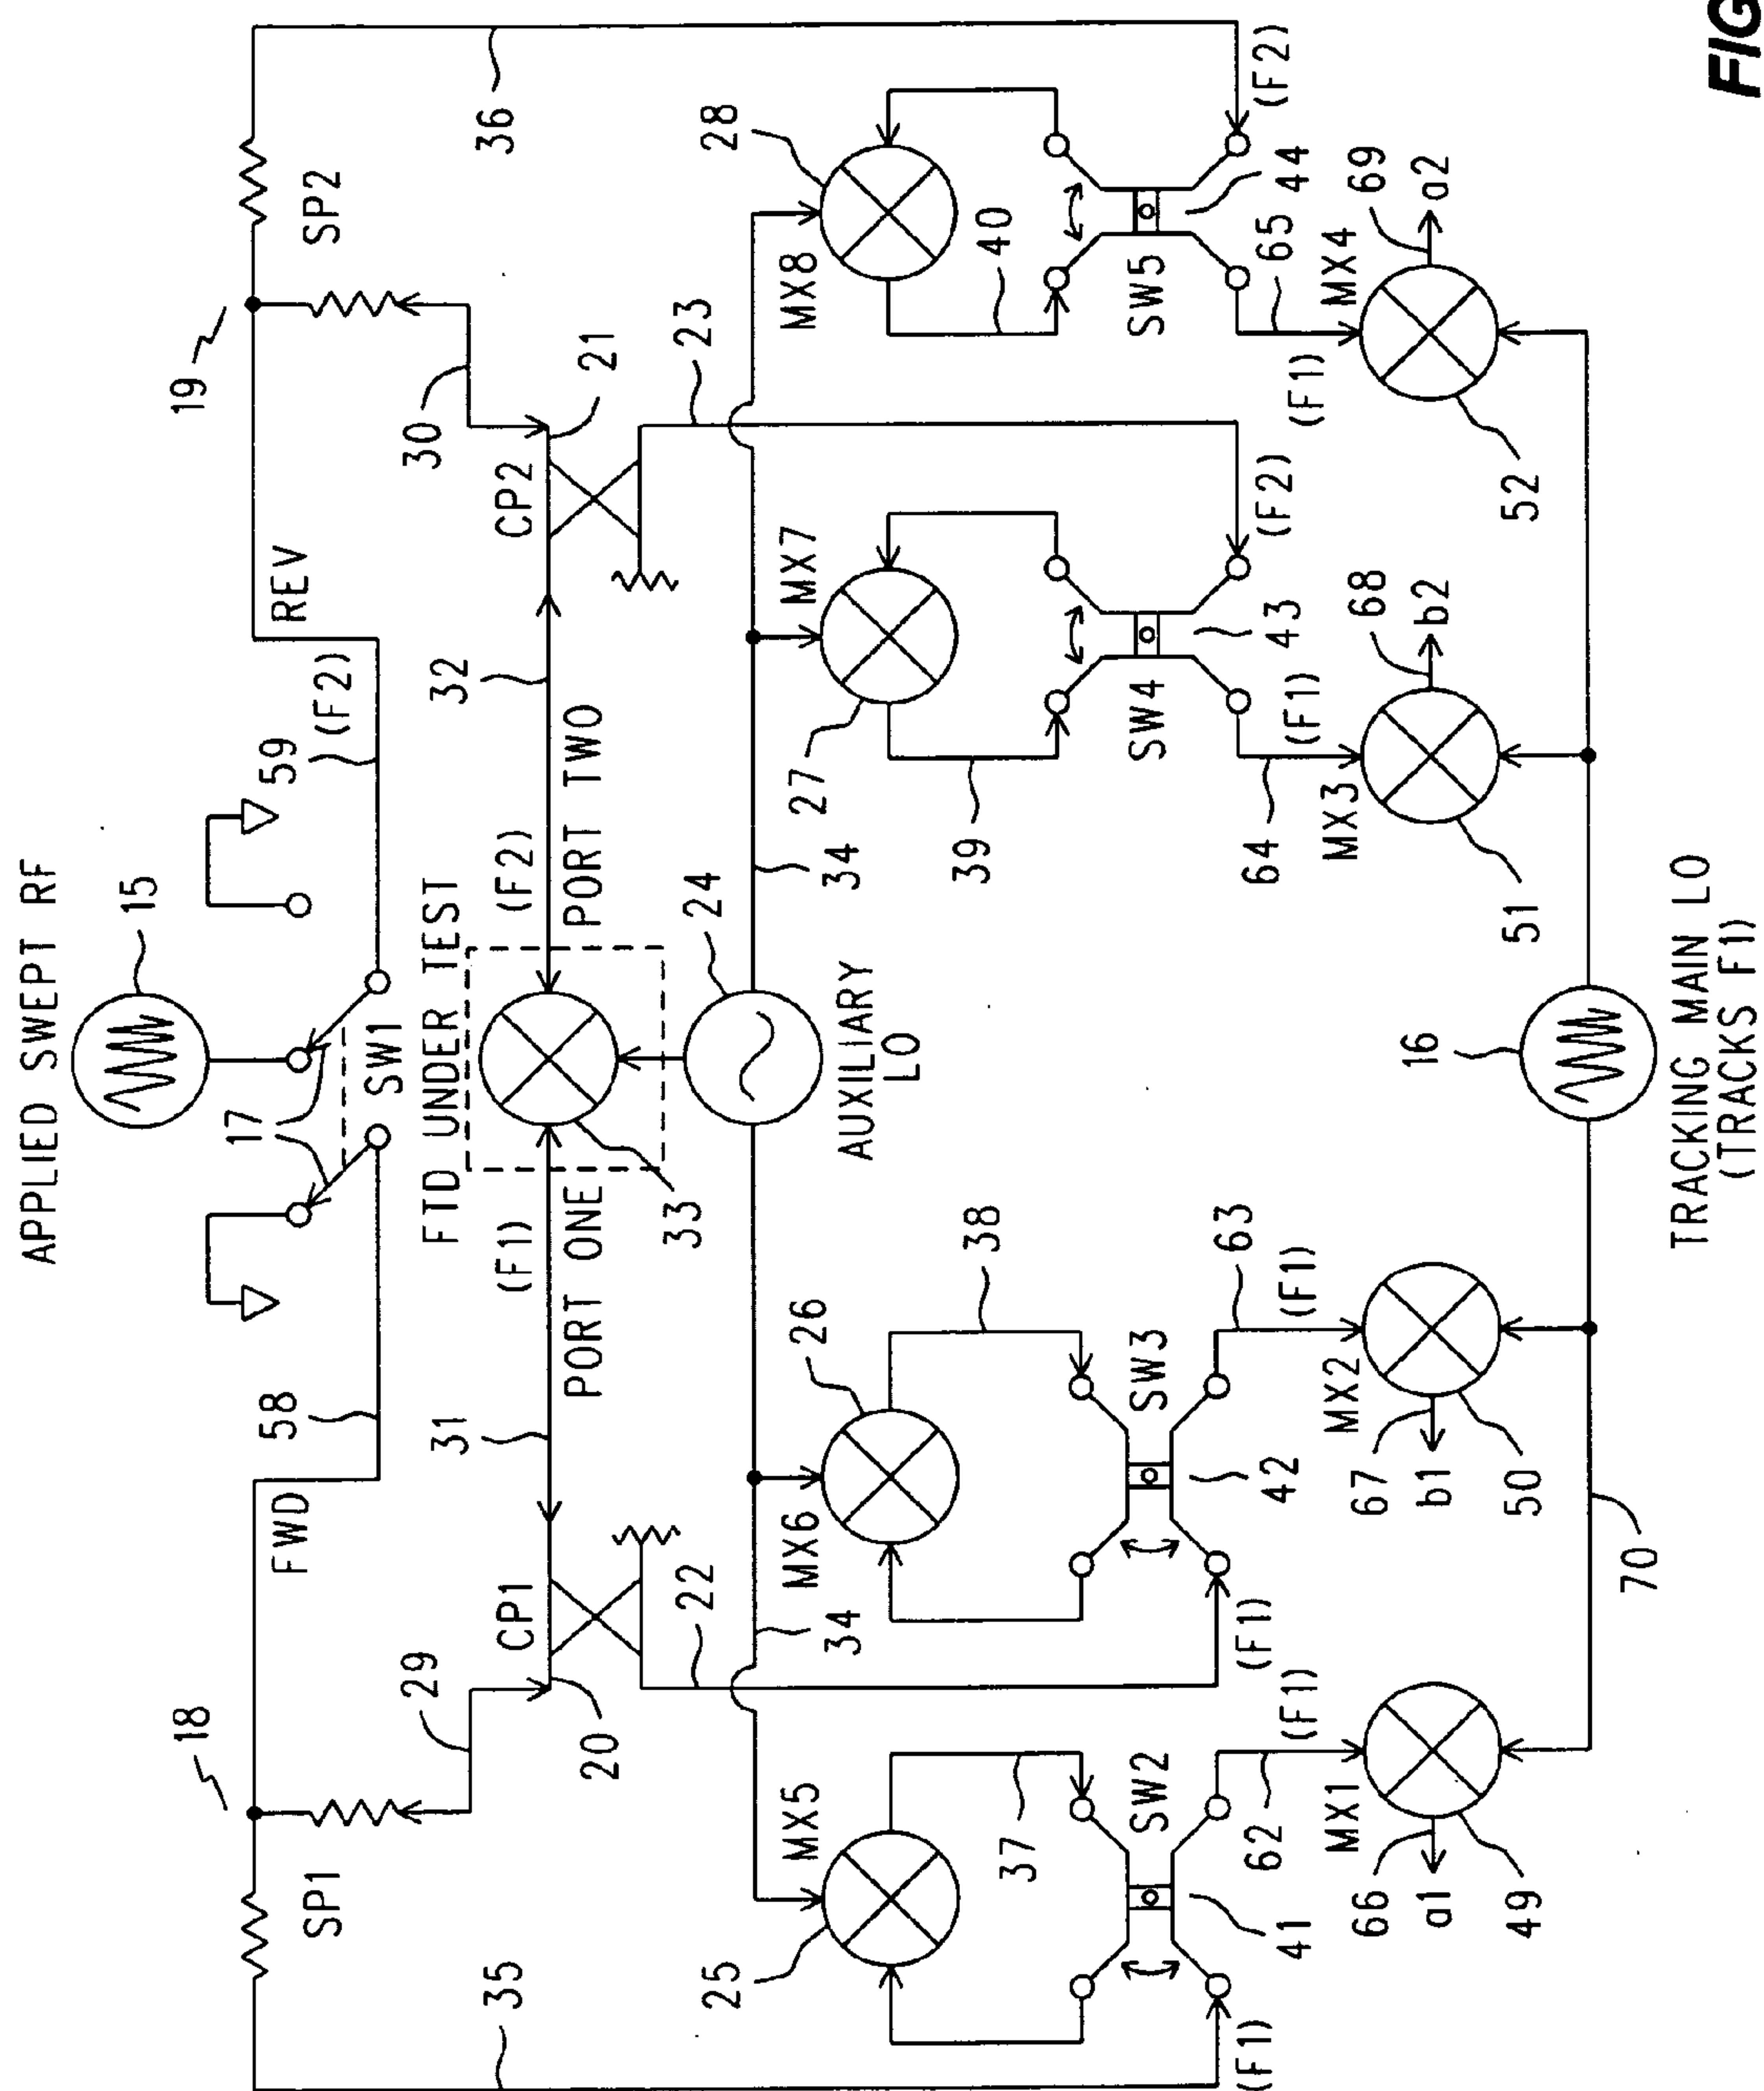 APPLIED SWEPT RF
15
17
SW1
59
(F2)
REV
FWD
58
18
19
SP1
SP2
35
36
29
30
20
21
CP1
CP2
31
32
FTD UNDER TEST
(F1)
PORT ONE
(F2)
PORT TWO
33
24
AUXILIARY
LO
22
23
34
34
MX5
25
37
MX6
26
38
MX7
27
39
MX8
28
40
SW2
41
(F1)
SW3
42
(F1)
SW4
43
(F2)
SW5
44
(F2)
62
(F1)
63
(F1)
64
(F1)
65
(F1)
MX1
66
a1
49
MX2
67
b1
50
MX3
68
b2
51
MX4
69
a2
52
70
16
TRACKING MAIN LO
(TRACKS F1)
FIG